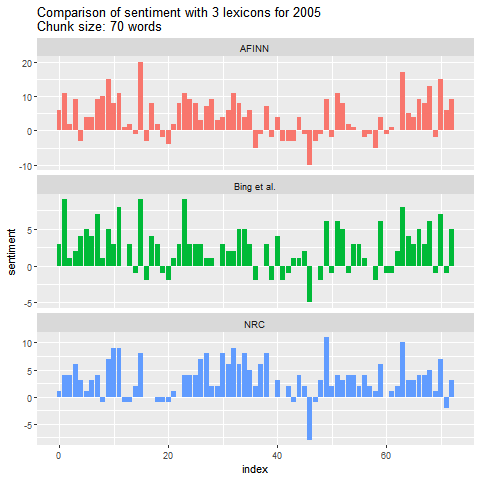 Comparison of sentiment with 3 lexicons for 2005
Chunk size: 70 words
AFINN
20
10
0
-10
Bing et al.
5
0
-5
sentiment
NRC
10
5
0
-5
0
20
40
60
index